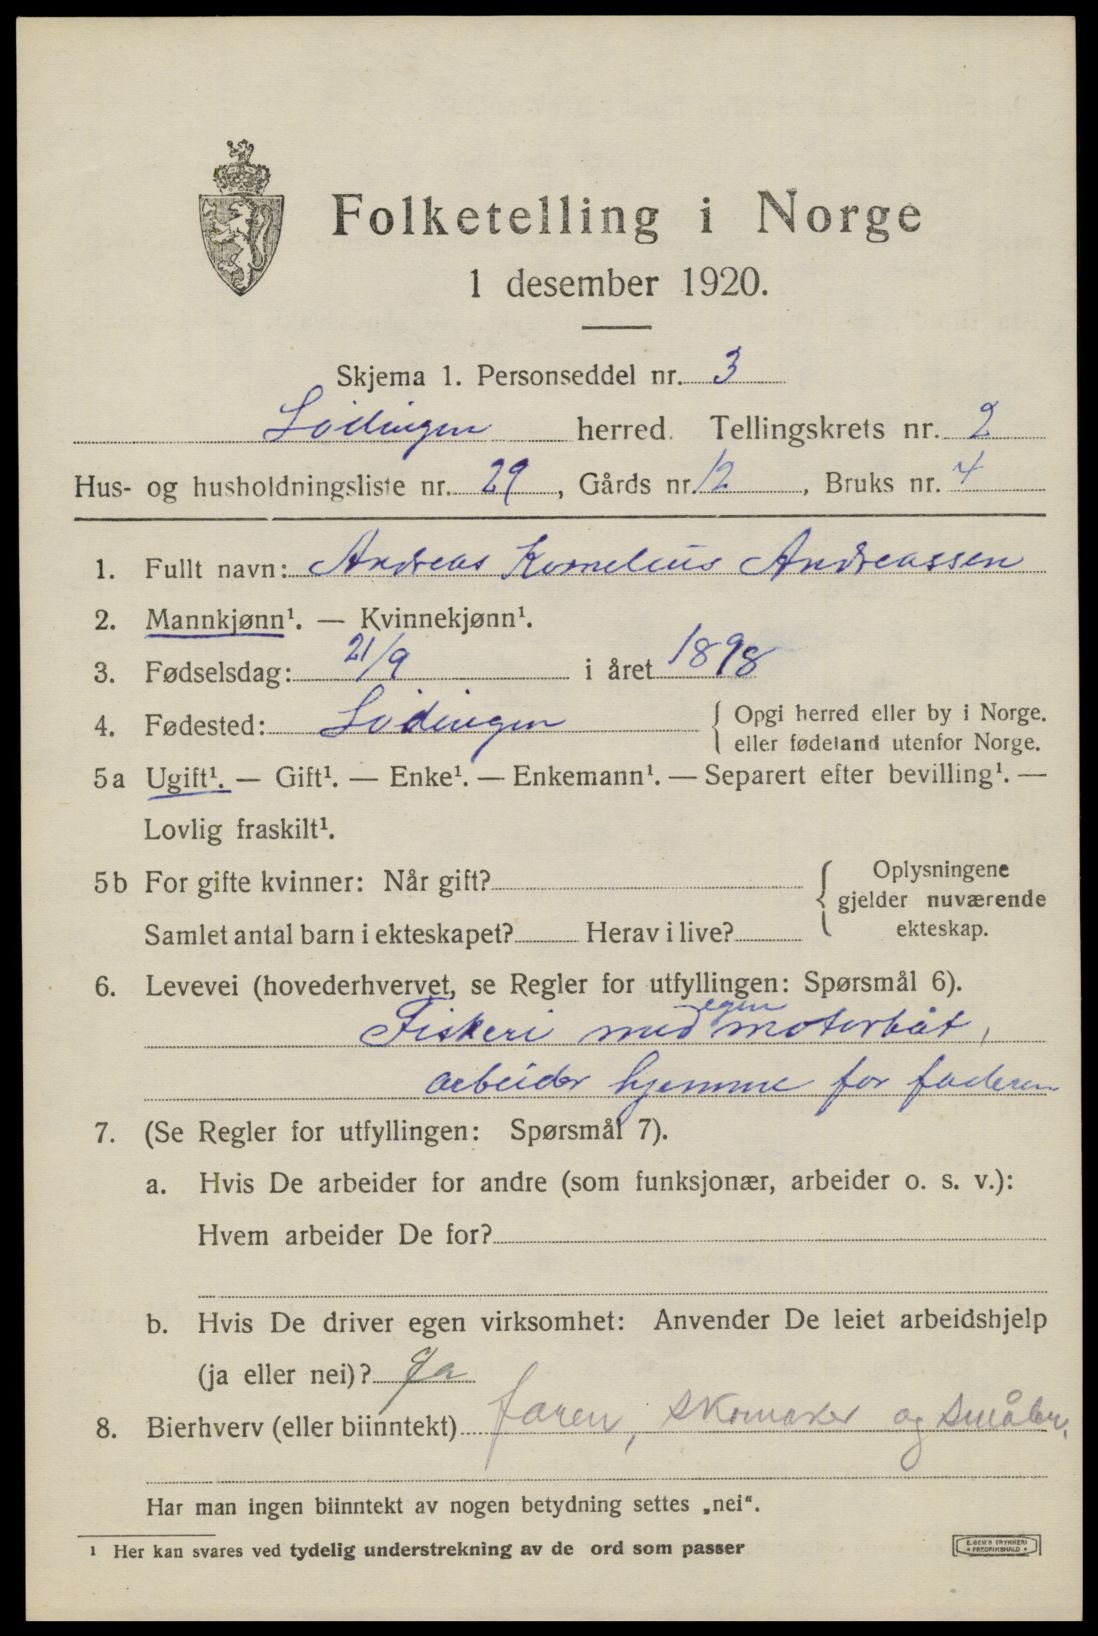 Folketelling i Norge
1 desember 1920.
Skjema 1. Personseddel nr. 3
Lödingen herred. Tellingskrets nr. 2
Hus- og husholdningsliste nr. 29, Gårds nr. 12, Bruks nr. 4
1. Fullt navn: Andreas Kornelius Andreassen
2. Mannkjønn¹. — Kvinnekjønn¹.
3. Fødselsdag: 21/9 i året 1898
4. Fødested: Lödingen { Opgi herred eller by i Norge.
eller fødeland utenfor Norge.
5a Ugift¹. — Gift¹. — Enke¹. — Enkemann¹. — Separert efter bevilling¹. —
Lovlig fraskilt¹.
5b For gifte kvinner: Når gift? { Oplysningene
gjelder nuværende
ekteskap.
Samlet antal barn i ekteskapet? Herav i live?
6. Levevei (hovederhvervet, se Regler for utfyllingen: Spørsmål 6).
egen
Fiskeri med motorbåt,
arbeider hjemme for faderen
7. (Se Regler for utfyllingen: Spørsmål 7).
a. Hvis De arbeider for andre (som funksjonær, arbeider o. s. v.):
Hvem arbeider De for?
b. Hvis De driver egen virksomhet: Anvender De leiet arbeidshjelp
(ja eller nei)? Ja
8. Bierhverv (eller biinntekt) faren, skomaker og småbr.
Har man ingen biinntekt av nogen betydning settes „nei“.
¹ Her kan svares ved tydelig understrekning av de ord som passer
E. SEM'S TRYKKERI
* FREDRIKSHALD *